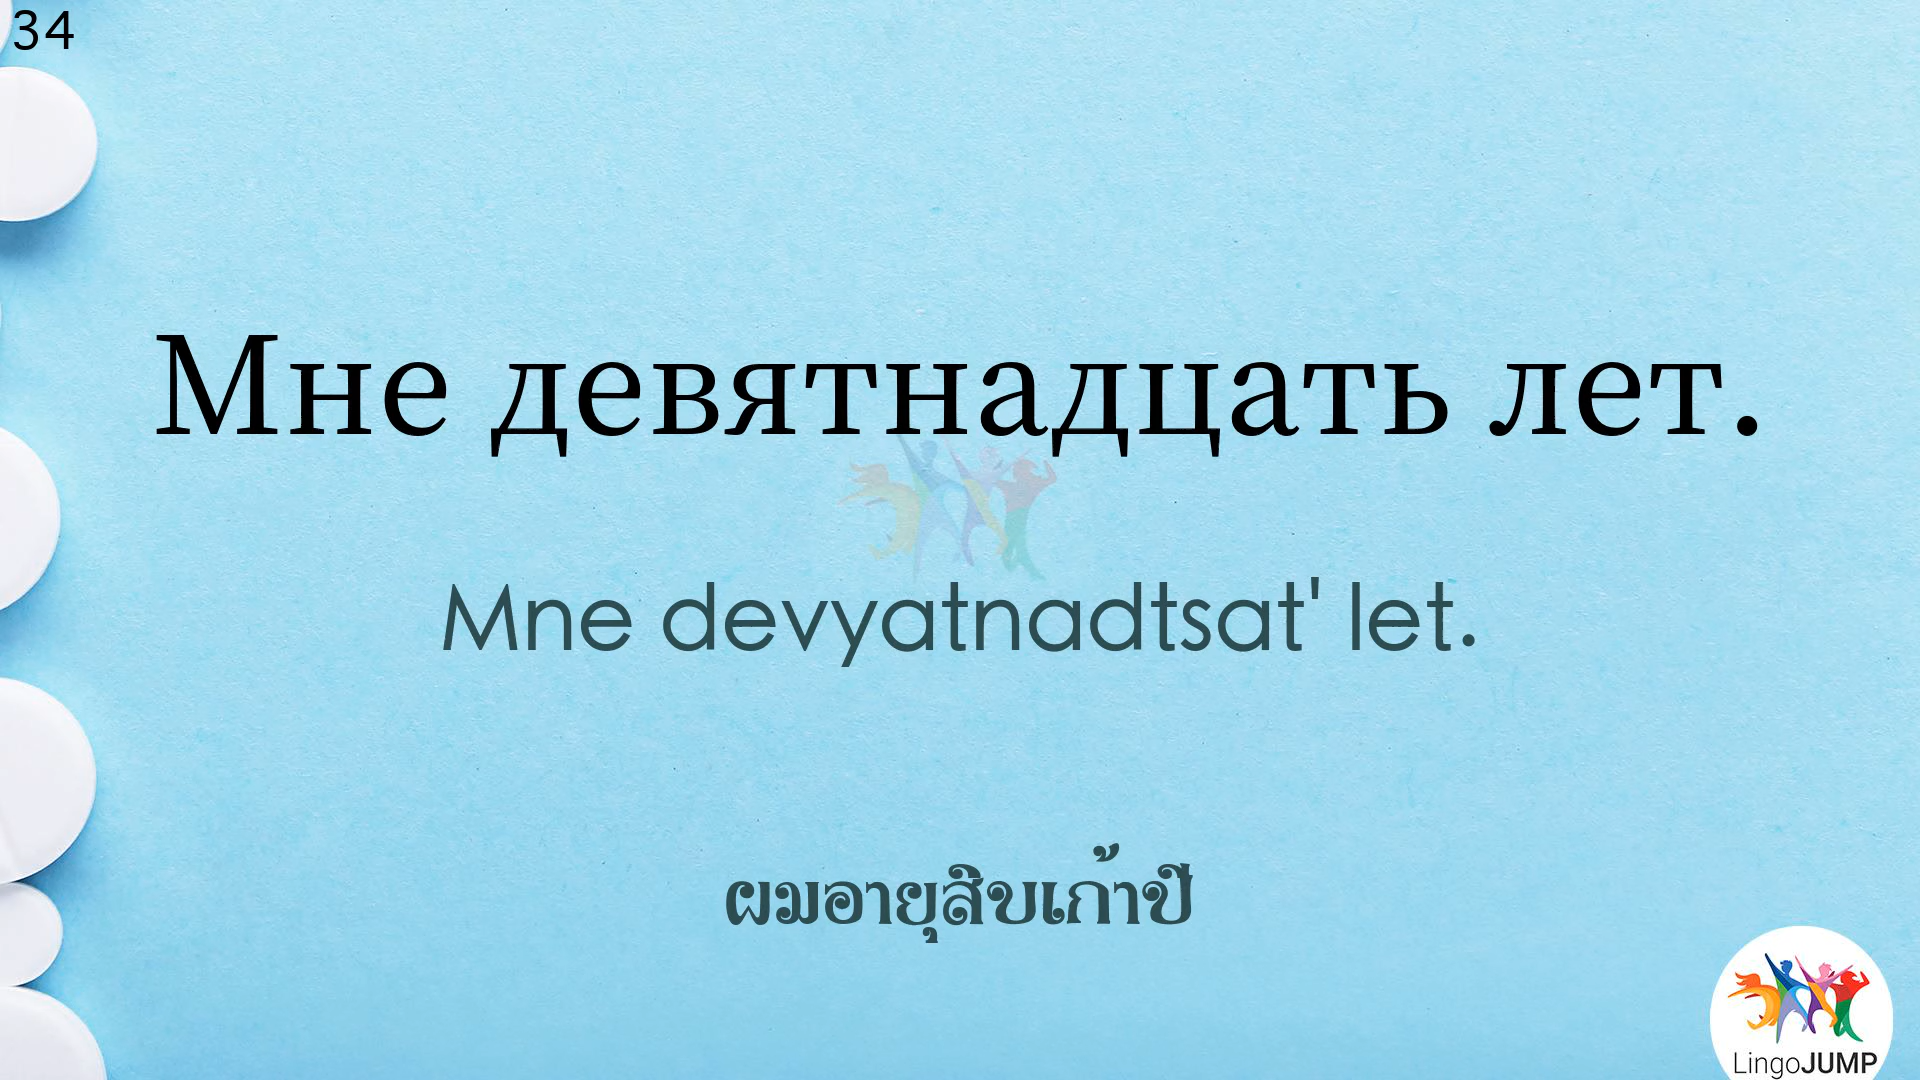 34
Мне девятнадцать лет.
Mne devyatnadtsat' let.
ผมอายุสิบเก้าปี
LingoJUMP